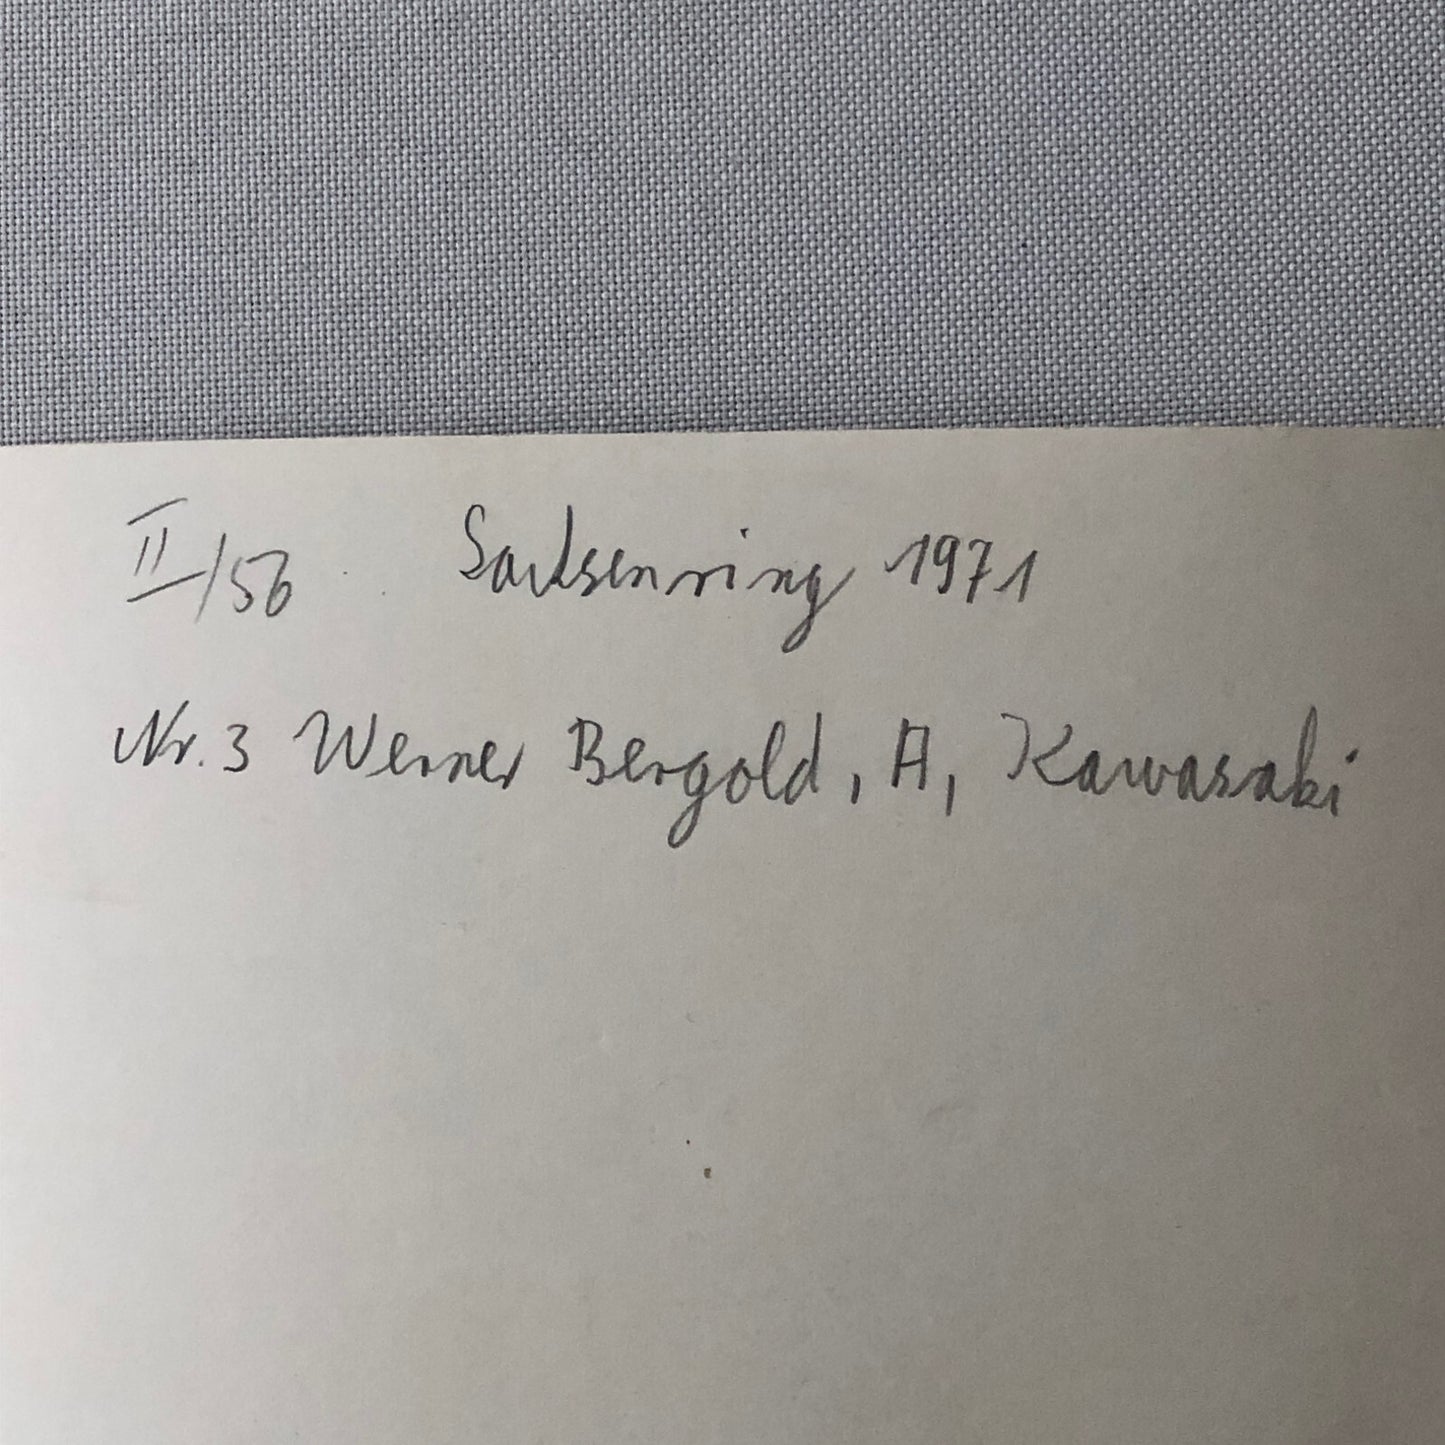 II/56 Sachsenring 1971
Nr. 3 Werner Bergold, A, Kawasaki